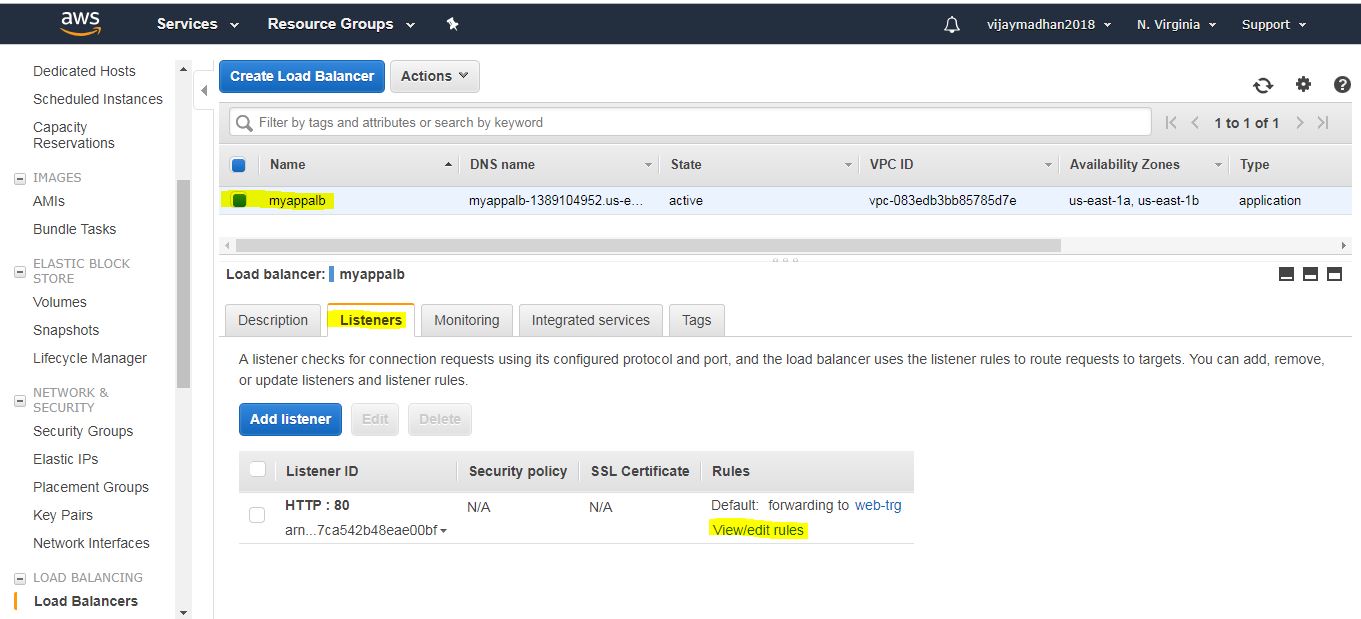 aws
Services
Resource Groups
vijaymadhan2018
N. Virginia
Support
Dedicated Hosts
Scheduled Instances
Capacity
Reservations
IMAGES
AMIs
Bundle Tasks
ELASTIC BLOCK
STORE
Volumes
Snapshots
Lifecycle Manager
NETWORK &
SECURITY
Security Groups
Elastic IPs
Placement Groups
Key Pairs
Network Interfaces
LOAD BALANCING
Load Balancers
Create Load Balancer
Actions
Filter by tags and attributes or search by keyword
1 to 1 of 1
Name DNS name State VPC ID Availability Zones Type
myappalb myappalb-1389104952.us-e... active vpc-083edb3bb85785d7e us-east-1a, us-east-1b application
Load balancer: myappalb
Description Listeners Monitoring Integrated services Tags
A listener checks for connection requests using its configured protocol and port, and the load balancer uses the listener rules to route requests to targets. You can add, remove,
or update listeners and listener rules.
Add listener Edit Delete
Listener ID Security policy SSL Certificate Rules
HTTP : 80 N/A N/A Default: forwarding to web-trg
arn...7ca542b48eae00bf View/edit rules